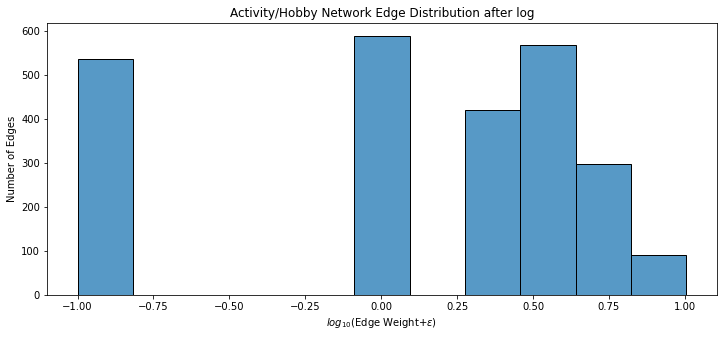 Activity/Hobby Network Edge Distribution after log
600
500
400
300
200
100
0
Number of Edges
−1.00 −0.75 −0.50 −0.25 0.00 0.25 0.50 0.75 1.00
log₁₀(Edge Weight+ε)